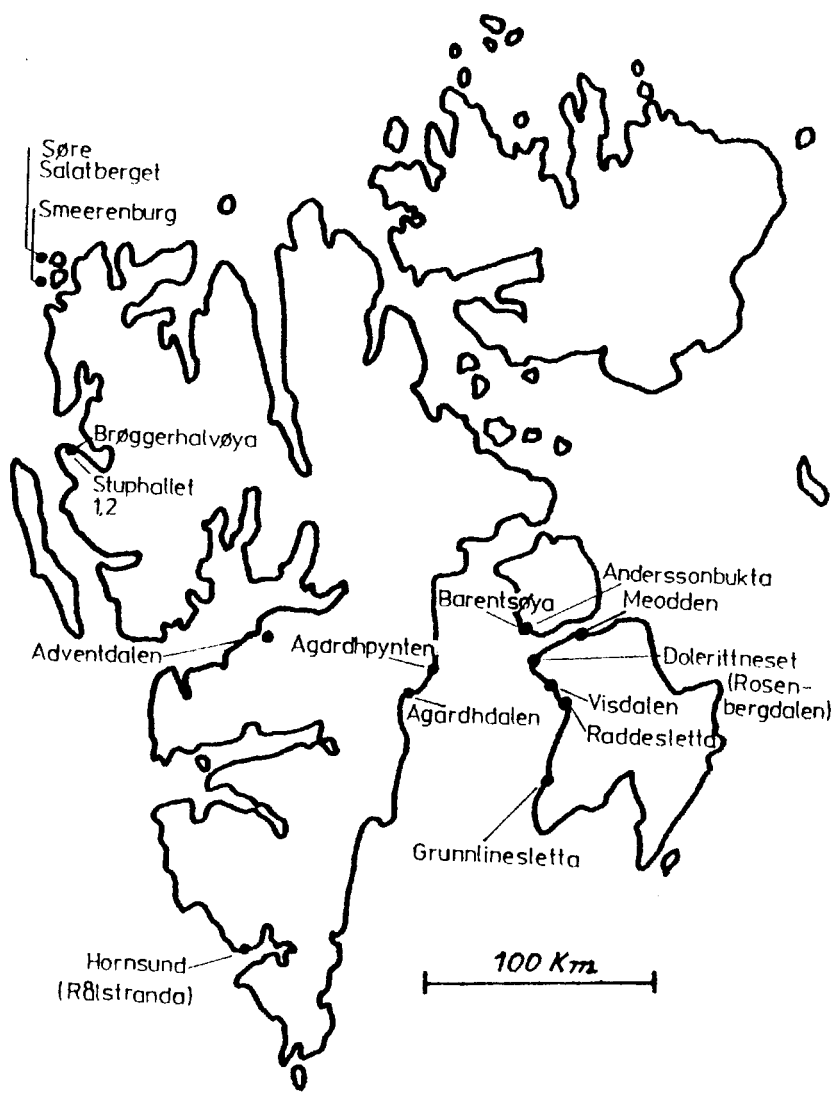 Søre
Salatberget
Smeerenburg
Brøggerhalvøya
Stuphallet
1,2
Anderssonbukta
Barentsøya
Meodden
Adventdalen
Agardhpynten
Dolerittneset
(Rosen-
bergdalen)
Agardhdalen
Visdalen
Raddesletta
Grunnlinesletta
Hornsund
(Rålstranda)
100 Km